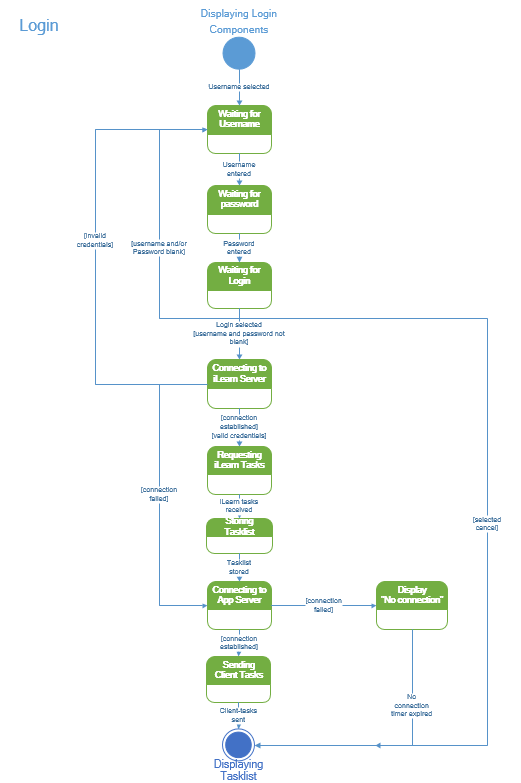 Login
Displaying Login
Components
Username selected
Waiting for
Username
Username
entered
Waiting for
password
Password
entered
Waiting for
Login
[invalid
credentials]
[username and/or
Password blank]
Login selected
[username and password not
blank]
Connecting to
iLearn Server
[connection
established]
[valid credentials]
Requesting
iLearn Tasks
iLearn tasks
received
[connection
failed]
Storing
Tasklist
[selected
cancel]
Tasklist
stored
Connecting to
App Server
[connection
failed]
Display
"No connection"
[connection
established]
Sending
Client Tasks
No
connection
timer expired
Client-tasks
sent
Displaying
Tasklist